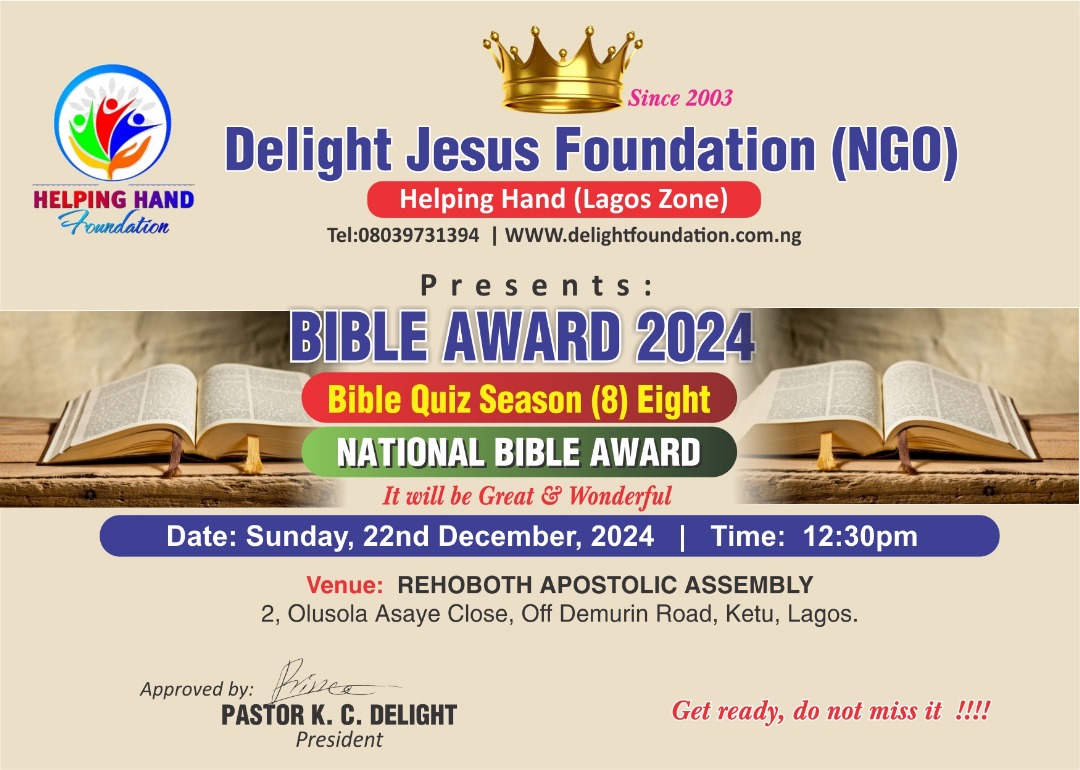 Since 2003
Delight Jesus Foundation (NGO)
HELPING HAND
Foundation
Helping Hand (Lagos Zone)
Tel:08039731394 | WWW.delightfoundation.com.ng
Presents:
BIBLE AWARD 2024
Bible Quiz Season (8) Eight
NATIONAL BIBLE AWARD
It will be Great & Wonderful
Date: Sunday, 22nd December, 2024 | Time: 12:30pm
Venue: REHOBOTH APOSTOLIC ASSEMBLY
2, Olusola Asaye Close, Off Demurin Road, Ketu, Lagos.
Approved by:
PASTOR K. C. DELIGHT
President
Get ready, do not miss it !!!!